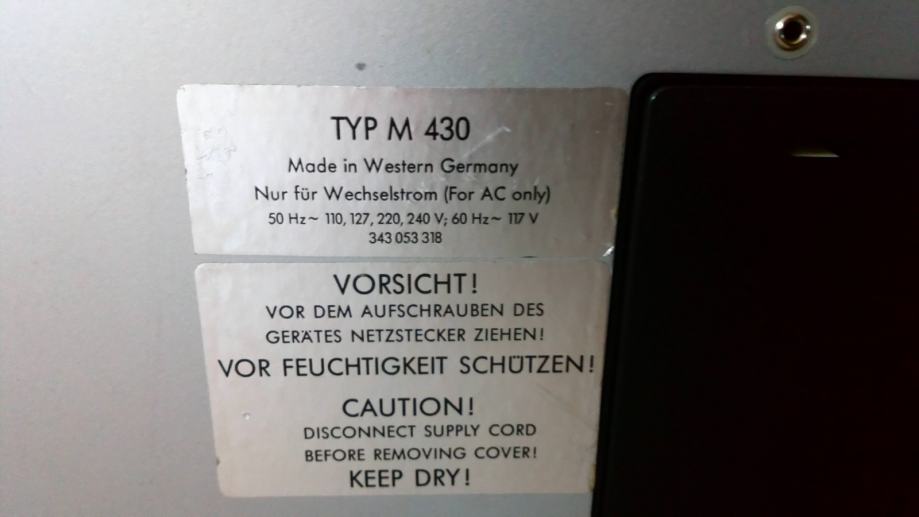 TYP M 430
Made in Western Germany
Nur für Wechselstrom (For AC only)
50 Hz~ 110, 127, 220, 240 V; 60 Hz~ 117 V
343 053 318
VORSICHT!
VOR DEM AUFSCHRAUBEN DES
GERÄTES NETZSTECKER ZIEHEN!
VOR FEUCHTIGKEIT SCHÜTZEN!
CAUTION!
DISCONNECT SUPPLY CORD
BEFORE REMOVING COVER!
KEEP DRY!